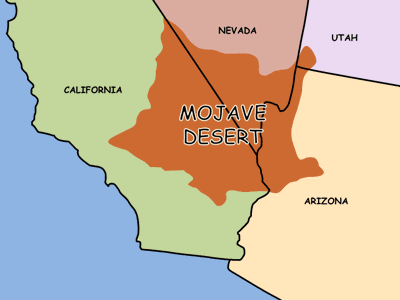 NEVADA
UTAH
CALIFORNIA
MOJAVE
DESERT
ARIZONA